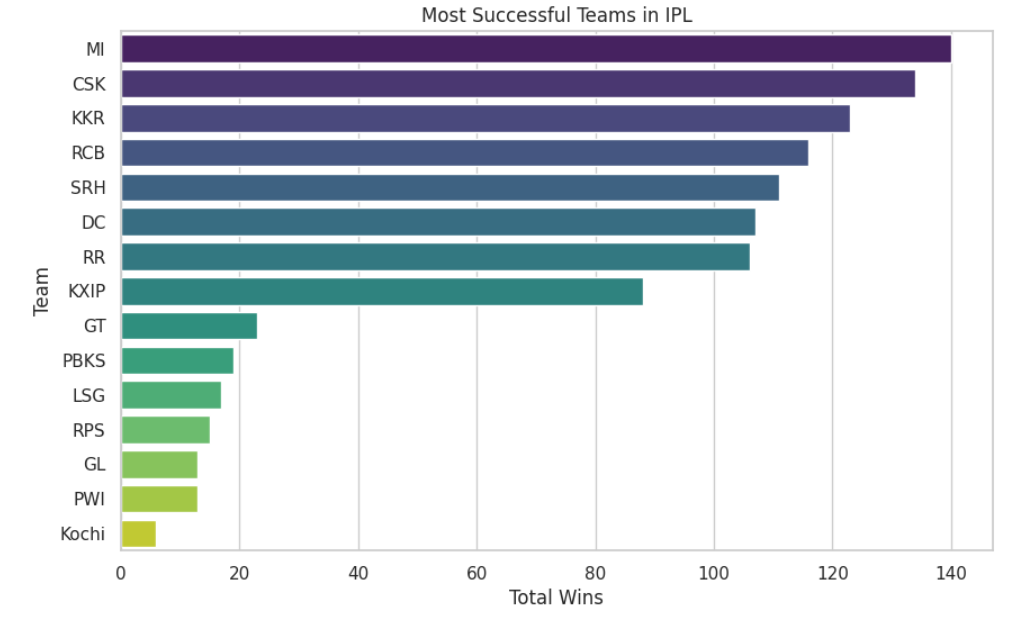 Most Successful Teams in IPL
MI
CSK
KKR
RCB
SRH
DC
RR
KXIP
GT
PBKS
LSG
RPS
GL
PWI
Kochi
Team
0 20 40 60 80 100 120 140
Total Wins